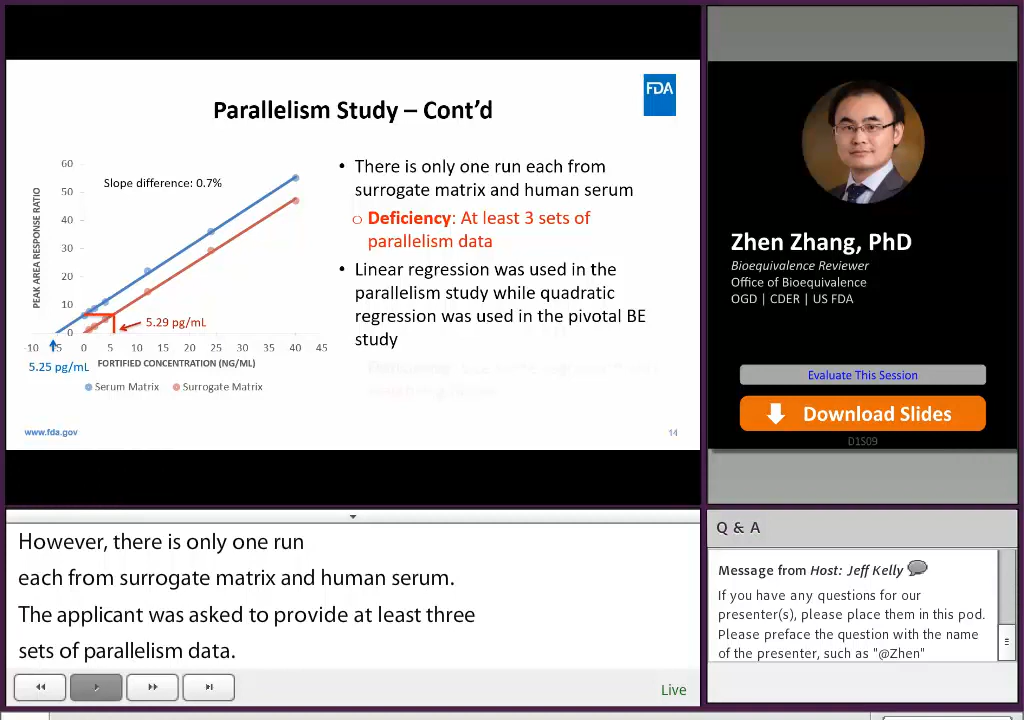 FDA
Parallelism Study – Cont’d
60
50
40
30
20
10
0
Slope difference: 0.7%
PEAK AREA RESPONSE RATIO
5.29 pg/mL
-10 -5 0 5 10 15 20 25 30 35 40 45
5.25 pg/mL
FORTIFIED CONCENTRATION (NG/ML)
Serum Matrix Surrogate Matrix
• There is only one run each from
surrogate matrix and human serum
o Deficiency: At least 3 sets of
parallelism data
• Linear regression was used in the
parallelism study while quadratic
regression was used in the pivotal BE
study
www.fda.gov
14
Zhen Zhang, PhD
Bioequivalence Reviewer
Office of Bioequivalence
OGD | CDER | US FDA
Evaluate This Session
Download Slides
D1S09
However, there is only one run
each from surrogate matrix and human serum.
The applicant was asked to provide at least three
sets of parallelism data.
Live
Q & A
Message from Host: Jeff Kelly
If you have any questions for our
presenter(s), please place them in this pod.
Please preface the question with the name
of the presenter, such as "@Zhen"